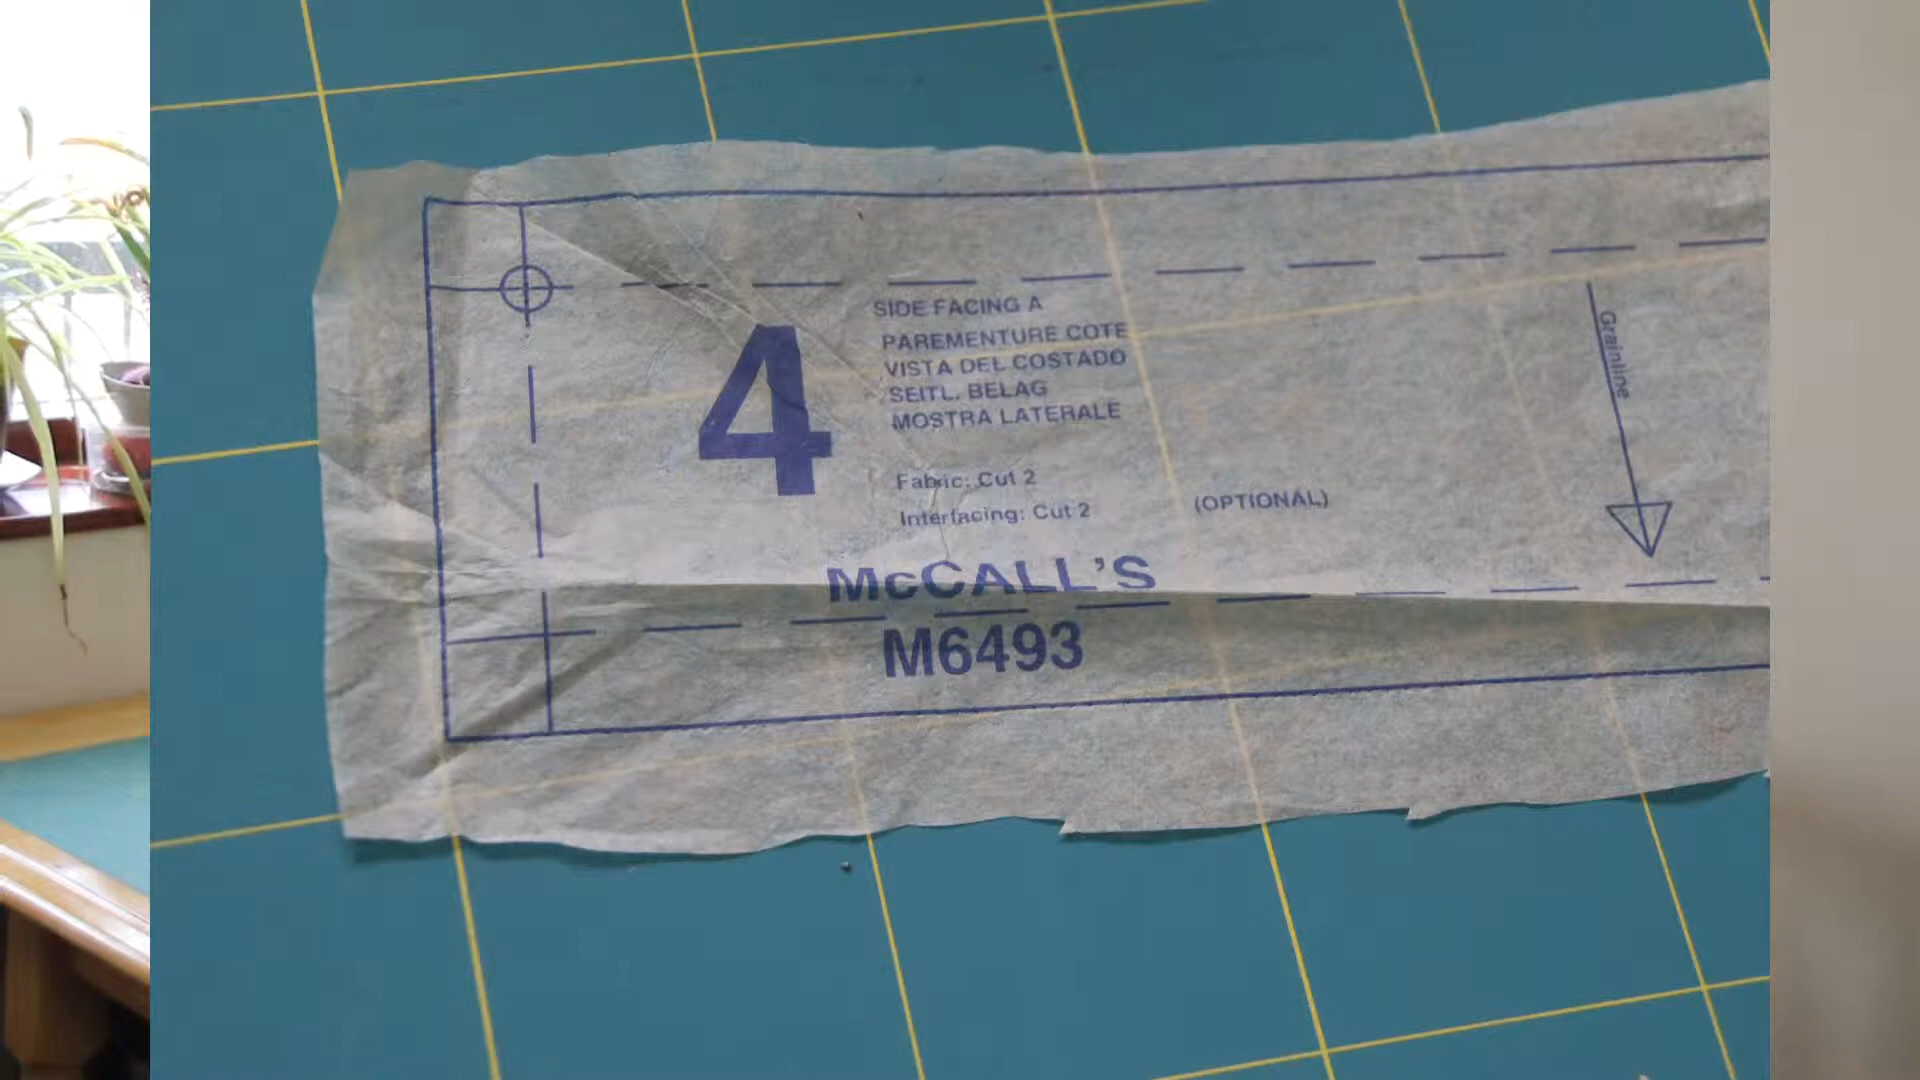 4
SIDE FACING A
PAREMENTURE COTE
VISTA DEL COSTADO
SEITL. BELAG
MOSTRA LATERALE
Fabric: Cut 2
Interfacing: Cut 2 (OPTIONAL)
McCALL'S
M6493
Grainline